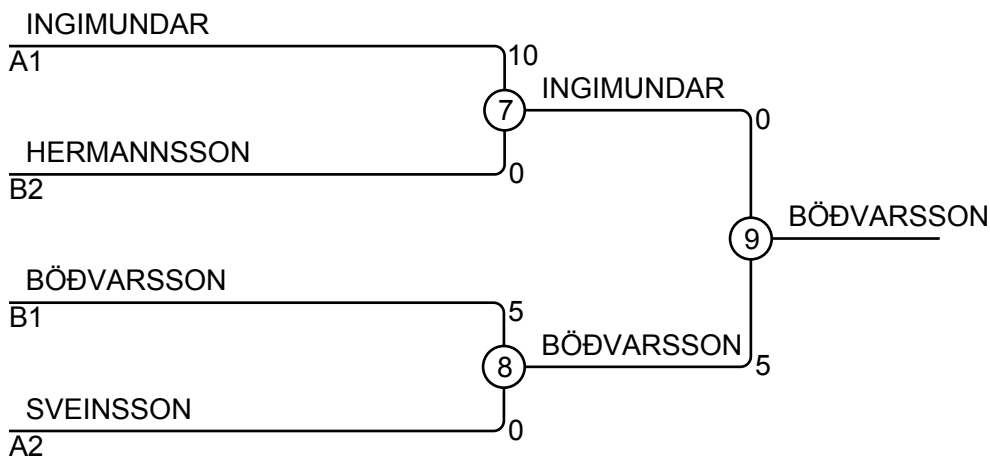 INGIMUNDAR
A1
10
7
INGIMUNDAR
0
HERMANNSSON
B2
0
9
BÖÐVARSSON
BÖÐVARSSON
B1
5
8
BÖÐVARSSON
5
SVEINSSON
A2
0